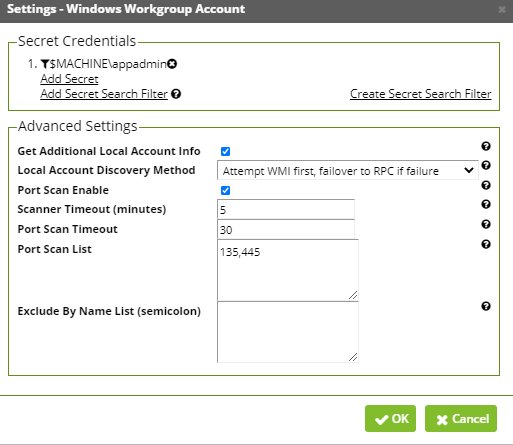 Settings - Windows Workgroup Account
Secret Credentials
1. $MACHINE\appadmin
Add Secret
Add Secret Search Filter
Create Secret Search Filter
Advanced Settings
Get Additional Local Account Info
Local Account Discovery Method
Attempt WMI first, failover to RPC if failure
Port Scan Enable
Scanner Timeout (minutes)
5
Port Scan Timeout
30
Port Scan List
135,445
Exclude By Name List (semicolon)
OK
Cancel